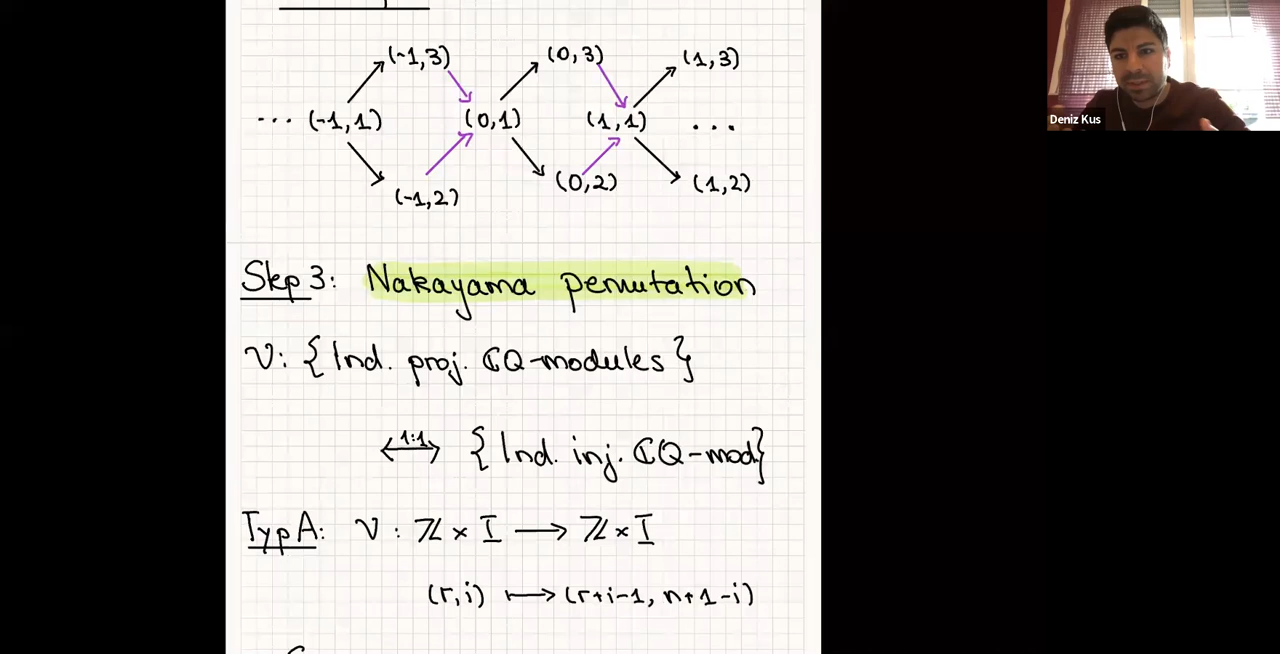 (-1,3) (0,3) (1,3)
... (-1,1) (0,1) (1,1) ...
(-1,2) (0,2) (1,2)
Deniz Kus
Step 3: Nakayama permutation
ν: {Ind. proj. ℂQ-modules}
⟷ 1:1 {Ind. inj. ℂQ-mod}
Typ A: ν : ℤ × I ⟶ ℤ × I
(r,i) ⟼ (r+i-1, n+1-i)